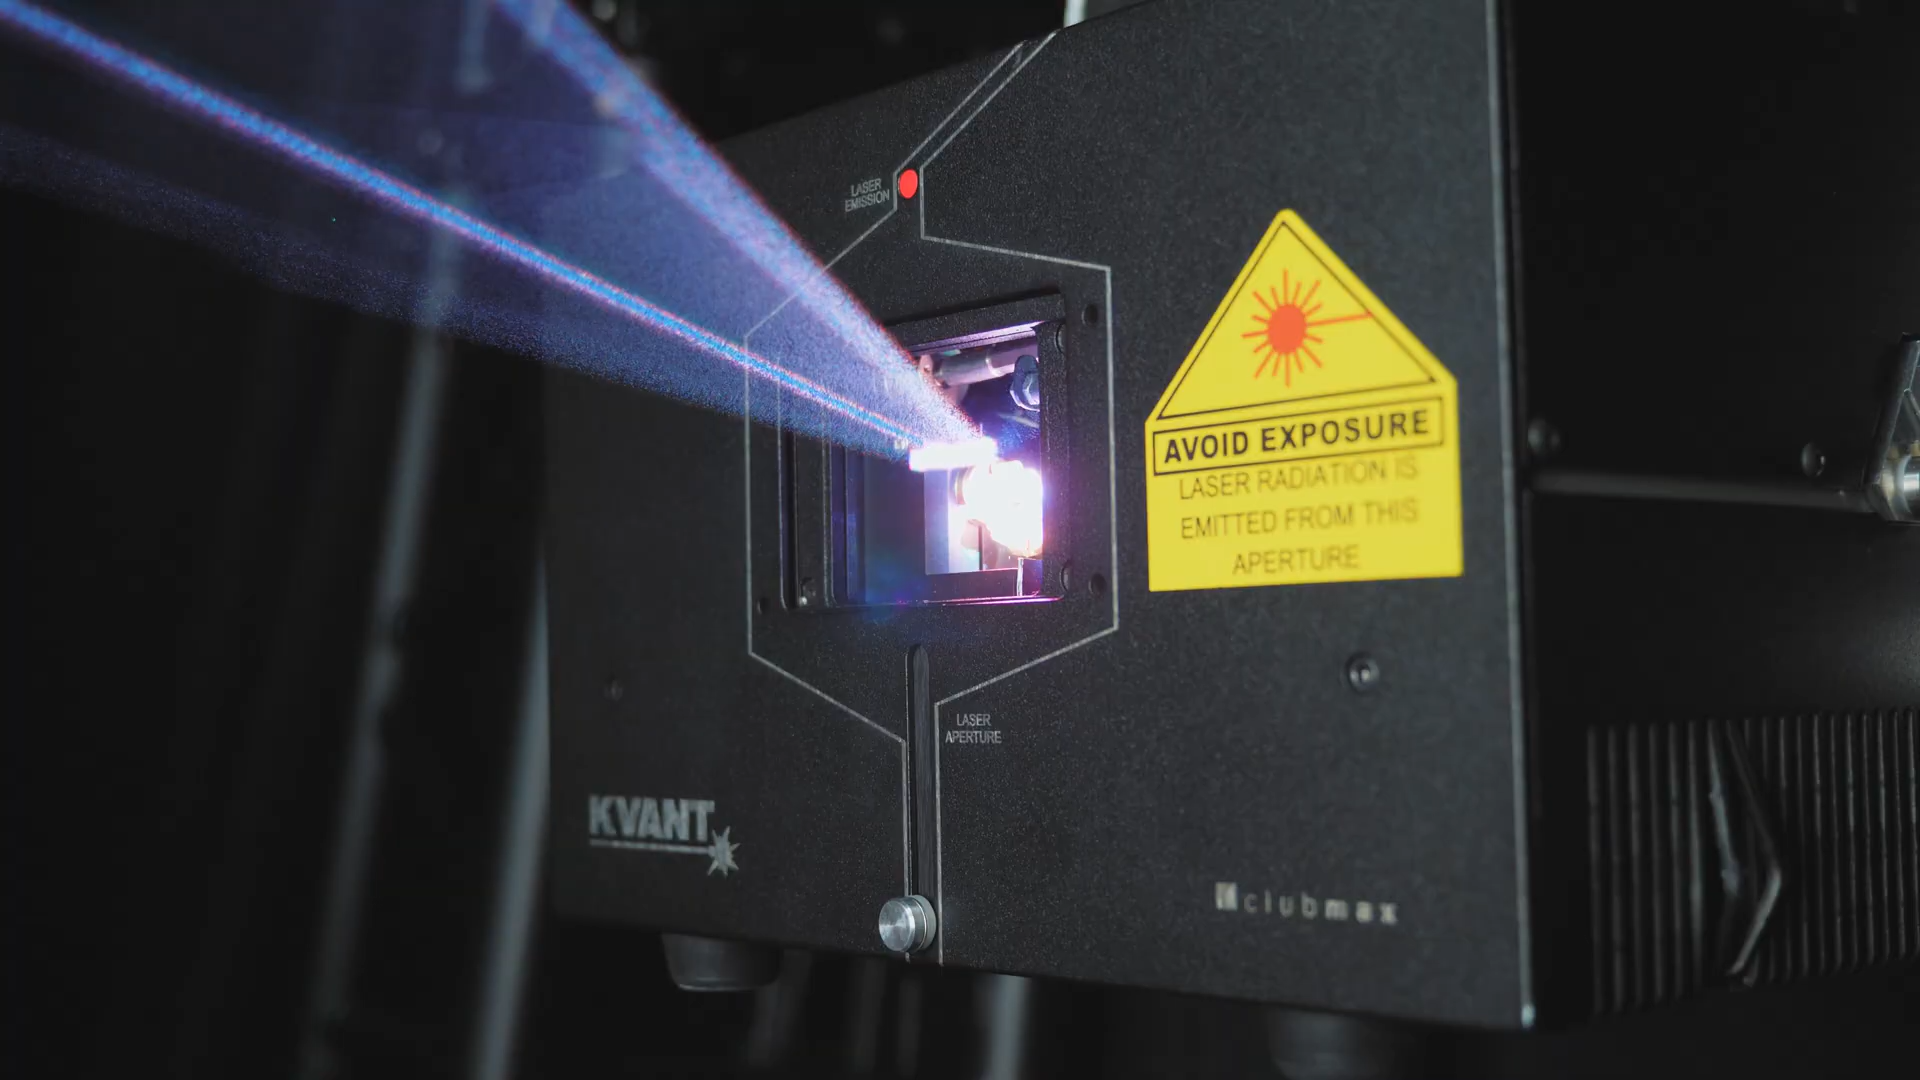 LASER
EMISSION
AVOID EXPOSURE
LASER RADIATION IS
EMITTED FROM THIS
APERTURE
LASER
APERTURE
KVANT
clubmax